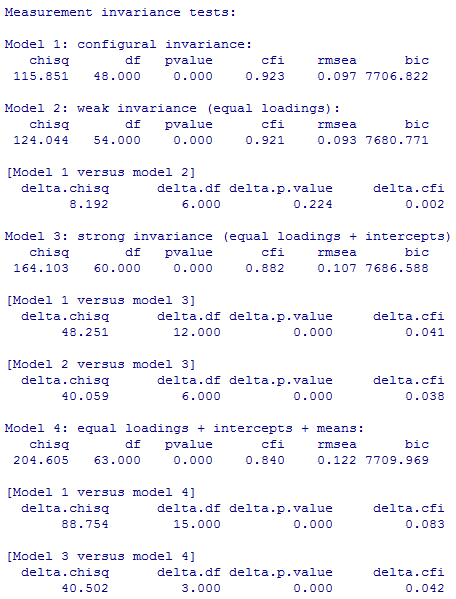 Measurement invariance tests:
Model 1: configural invariance:
chisq df pvalue cfi rmsea bic
115.851 48.000 0.000 0.923 0.097 7706.822
Model 2: weak invariance (equal loadings):
chisq df pvalue cfi rmsea bic
124.044 54.000 0.000 0.921 0.093 7680.771
[Model 1 versus model 2]
delta.chisq delta.df delta.p.value delta.cfi
8.192 6.000 0.224 0.002
Model 3: strong invariance (equal loadings + intercepts)
chisq df pvalue cfi rmsea bic
164.103 60.000 0.000 0.882 0.107 7686.588
[Model 1 versus model 3]
delta.chisq delta.df delta.p.value delta.cfi
48.251 12.000 0.000 0.041
[Model 2 versus model 3]
delta.chisq delta.df delta.p.value delta.cfi
40.059 6.000 0.000 0.038
Model 4: equal loadings + intercepts + means:
chisq df pvalue cfi rmsea bic
204.605 63.000 0.000 0.840 0.122 7709.969
[Model 1 versus model 4]
delta.chisq delta.df delta.p.value delta.cfi
88.754 15.000 0.000 0.083
[Model 3 versus model 4]
delta.chisq delta.df delta.p.value delta.cfi
40.502 3.000 0.000 0.042